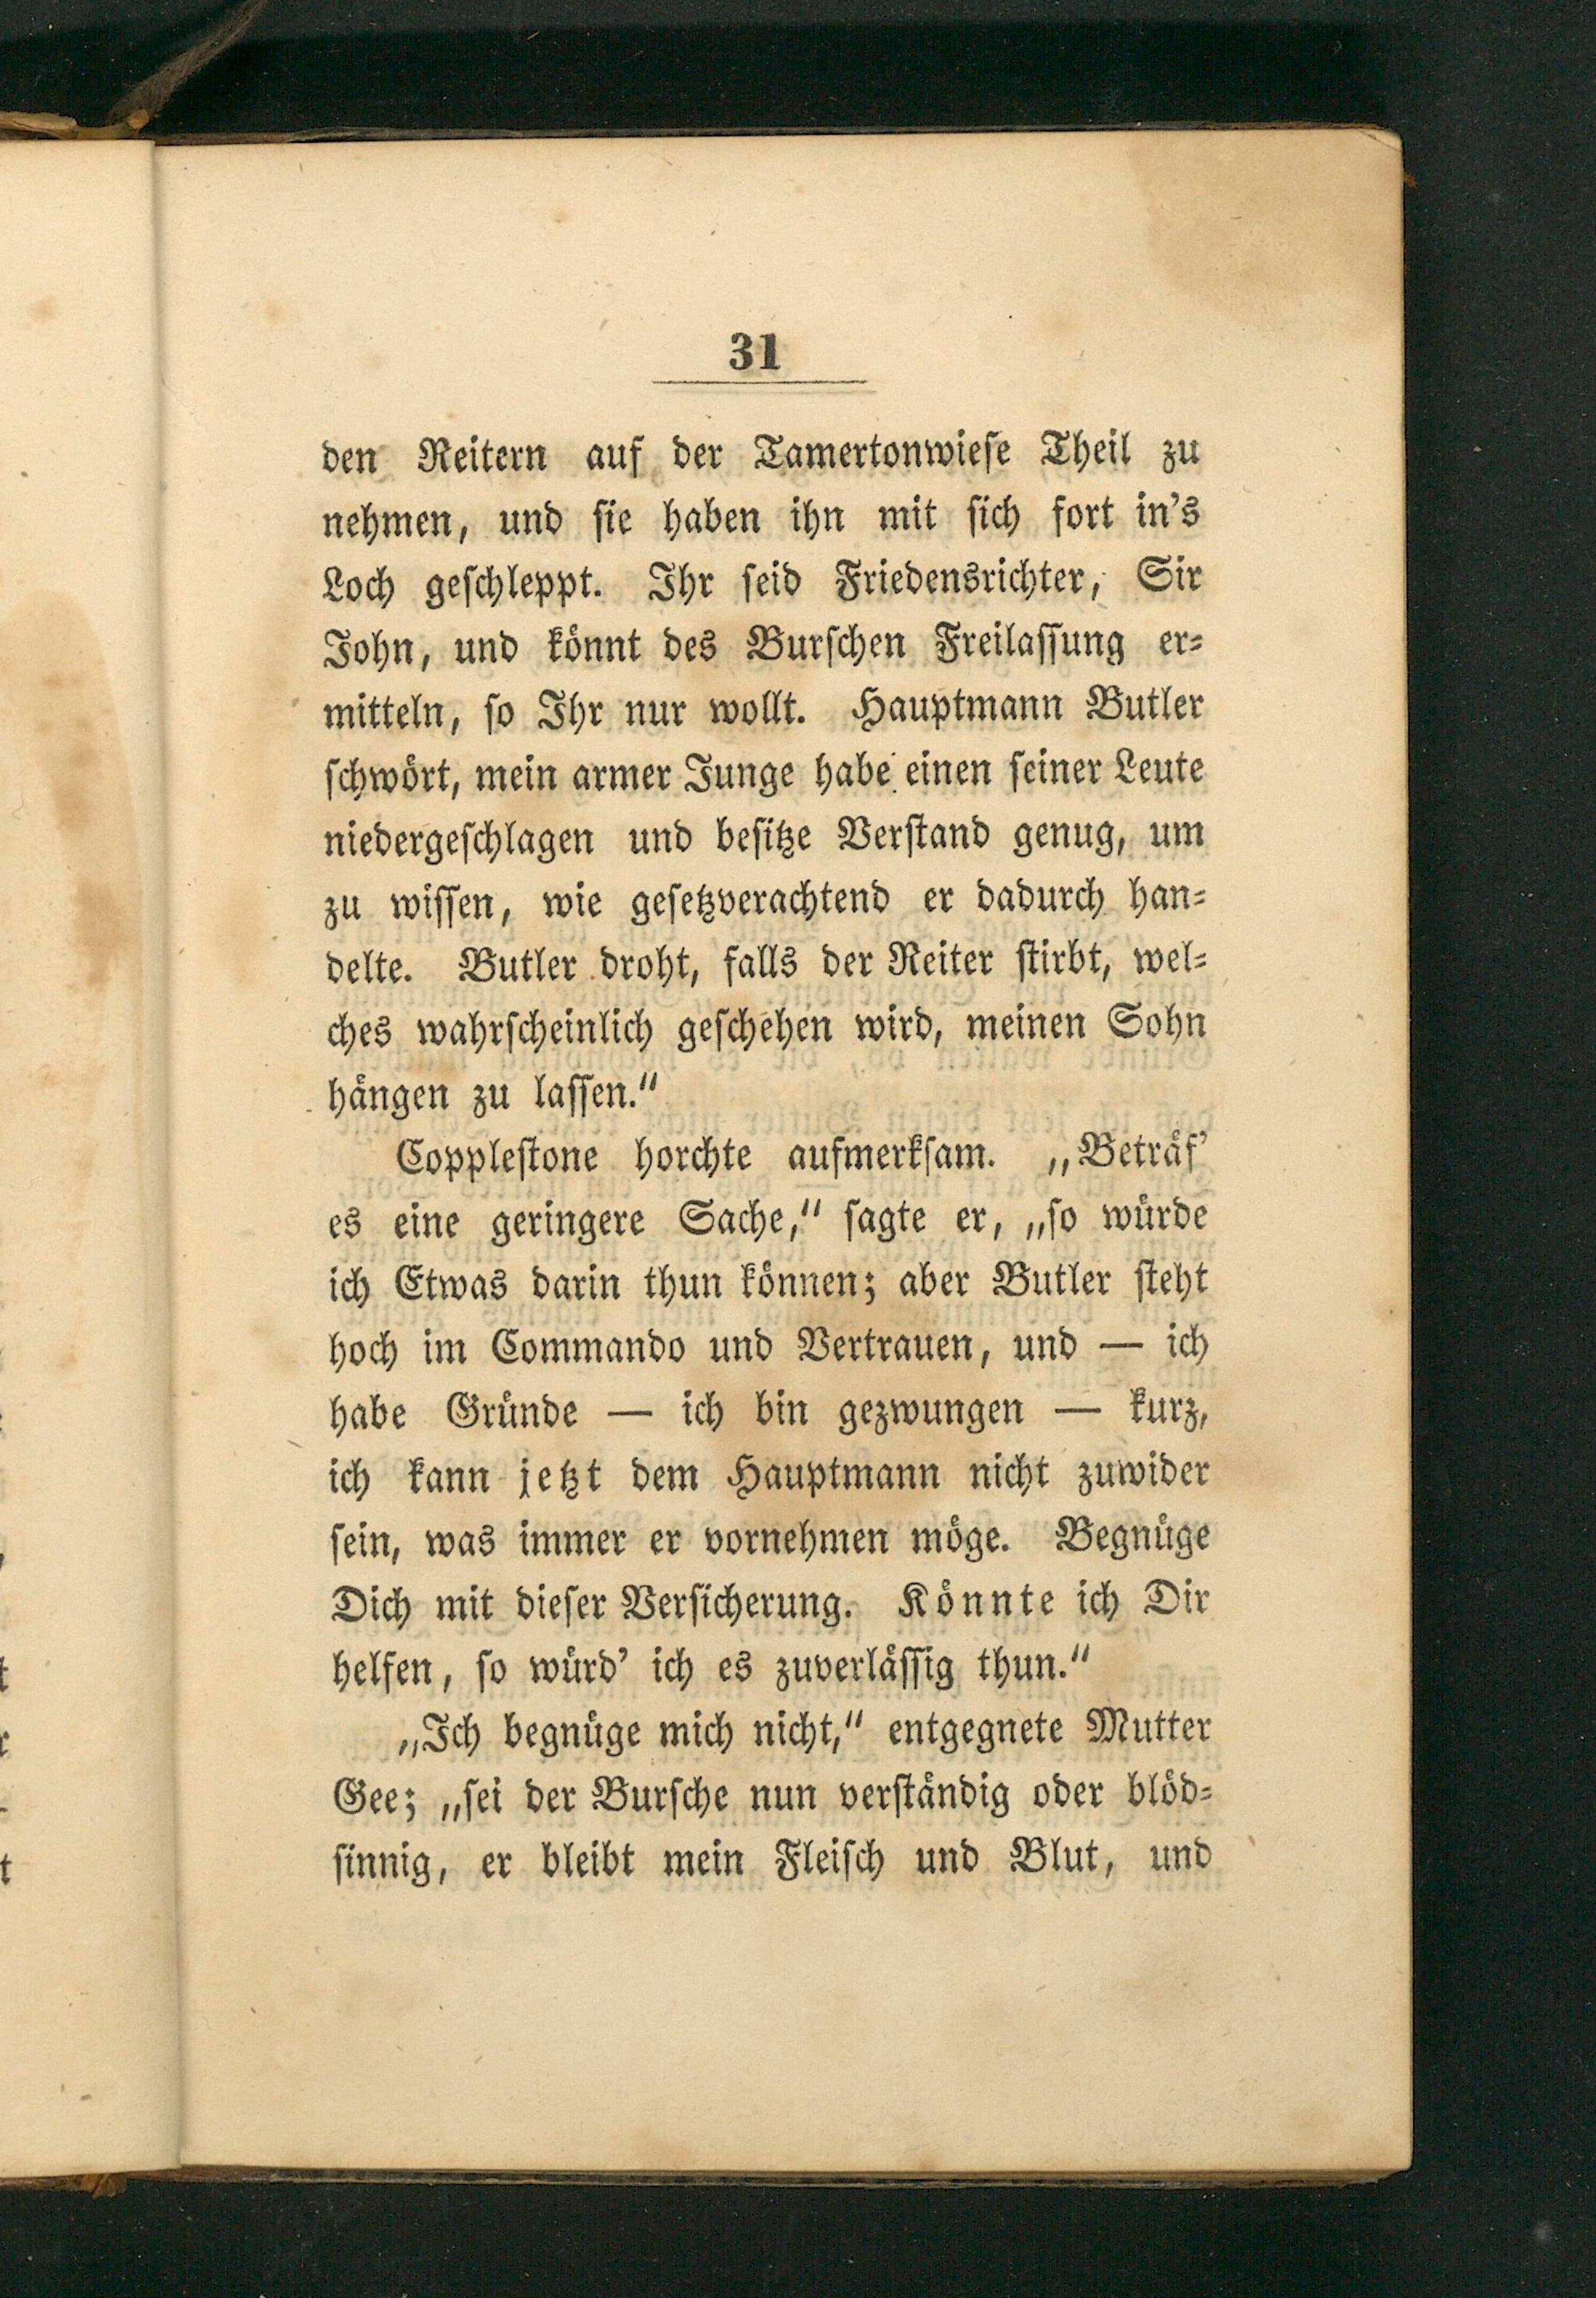 31
den Reitern auf der Tamertonwiese Theil zu
nehmen, und sie haben ihn mit sich fort in's
Loch geschleppt. Ihr seid Friedensrichter, Sir
John, und könnt des Burschen Freilassung er-
mitteln, so Ihr nur wollt. Hauptmann Butler
schwört, mein armer Junge habe einen seiner Leute
niedergeschlagen und besitze Verstand genug, um
zu wissen, wie gesetzverachtend er dadurch han-
delte. Butler droht, falls der Reiter stirbt, wel-
ches wahrscheinlich geschehen wird, meinen Sohn
hängen zu lassen.“
Copplestone horchte aufmerksam. „Beträf'
es eine geringere Sache,“ sagte er, „so würde
ich Etwas darin thun können; aber Butler steht
hoch im Commando und Vertrauen, und — ich
habe Gründe — ich bin gezwungen — kurz,
ich kann jetzt dem Hauptmann nicht zuwider
sein, was immer er vornehmen möge. Begnüge
Dich mit dieser Versicherung. Könnte ich Dir
helfen, so würd' ich es zuverlässig thun.“
„Ich begnüge mich nicht,“ entgegnete Mutter
Gee; „sei der Bursche nun verständig oder blöd-
sinnig, er bleibt mein Fleisch und Blut, und